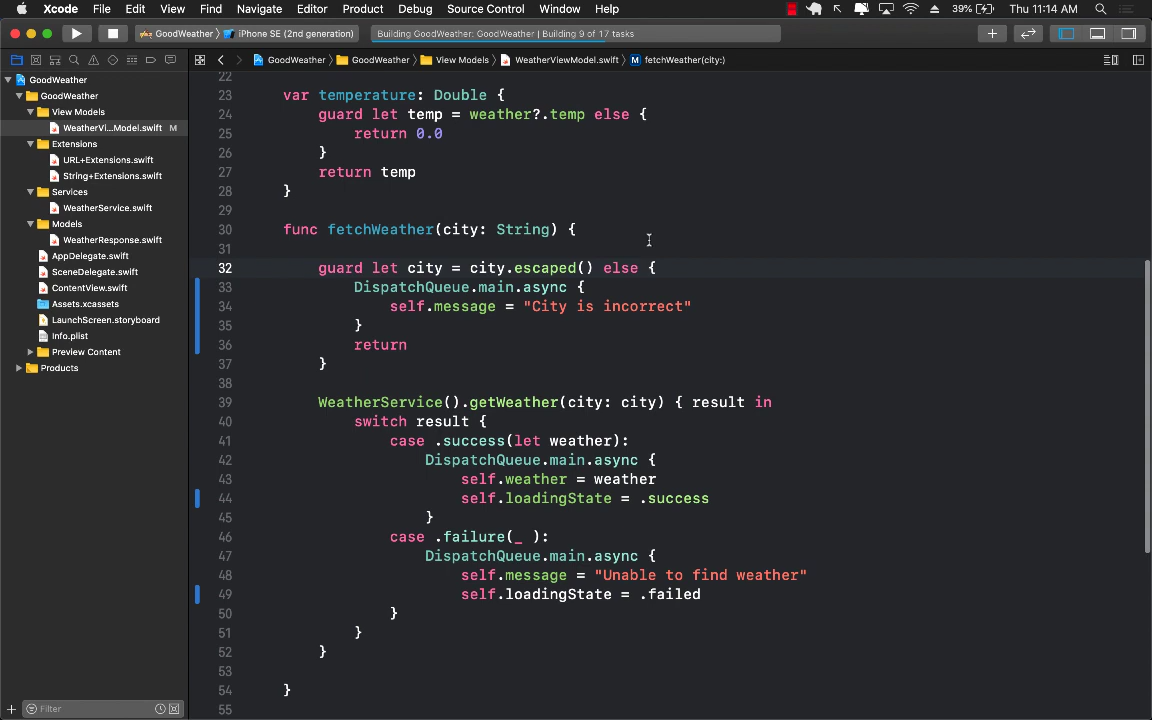 Xcode File Edit View Find Navigate Editor Product Debug Source Control Window Help 39% Thu 11:14 AM
GoodWeather iPhone SE (2nd generation) Building GoodWeather: GoodWeather | Building 9 of 17 tasks
GoodWeather GoodWeather View Models WeatherViewModel.swift M fetchWeather(city:)
GoodWeather
GoodWeather
View Models
WeatherVi...Model.swift M
Extensions
URL+Extensions.swift
String+Extensions.swift
Services
WeatherService.swift
Models
WeatherResponse.swift
AppDelegate.swift
SceneDelegate.swift
ContentView.swift
Assets.xcassets
LaunchScreen.storyboard
Info.plist
Preview Content
Products
Filter
22
23 var temperature: Double {
24 guard let temp = weather?.temp else {
25 return 0.0
26 }
27 return temp
28 }
29
30 func fetchWeather(city: String) {
31
32 guard let city = city.escaped() else {
33 DispatchQueue.main.async {
34 self.message = "City is incorrect"
35 }
36 return
37 }
38
39 WeatherService().getWeather(city: city) { result in
40 switch result {
41 case .success(let weather):
42 DispatchQueue.main.async {
43 self.weather = weather
44 self.loadingState = .success
45 }
46 case .failure(_ ):
47 DispatchQueue.main.async {
48 self.message = "Unable to find weather"
49 self.loadingState = .failed
50 }
51 }
52 }
53
54 }
55